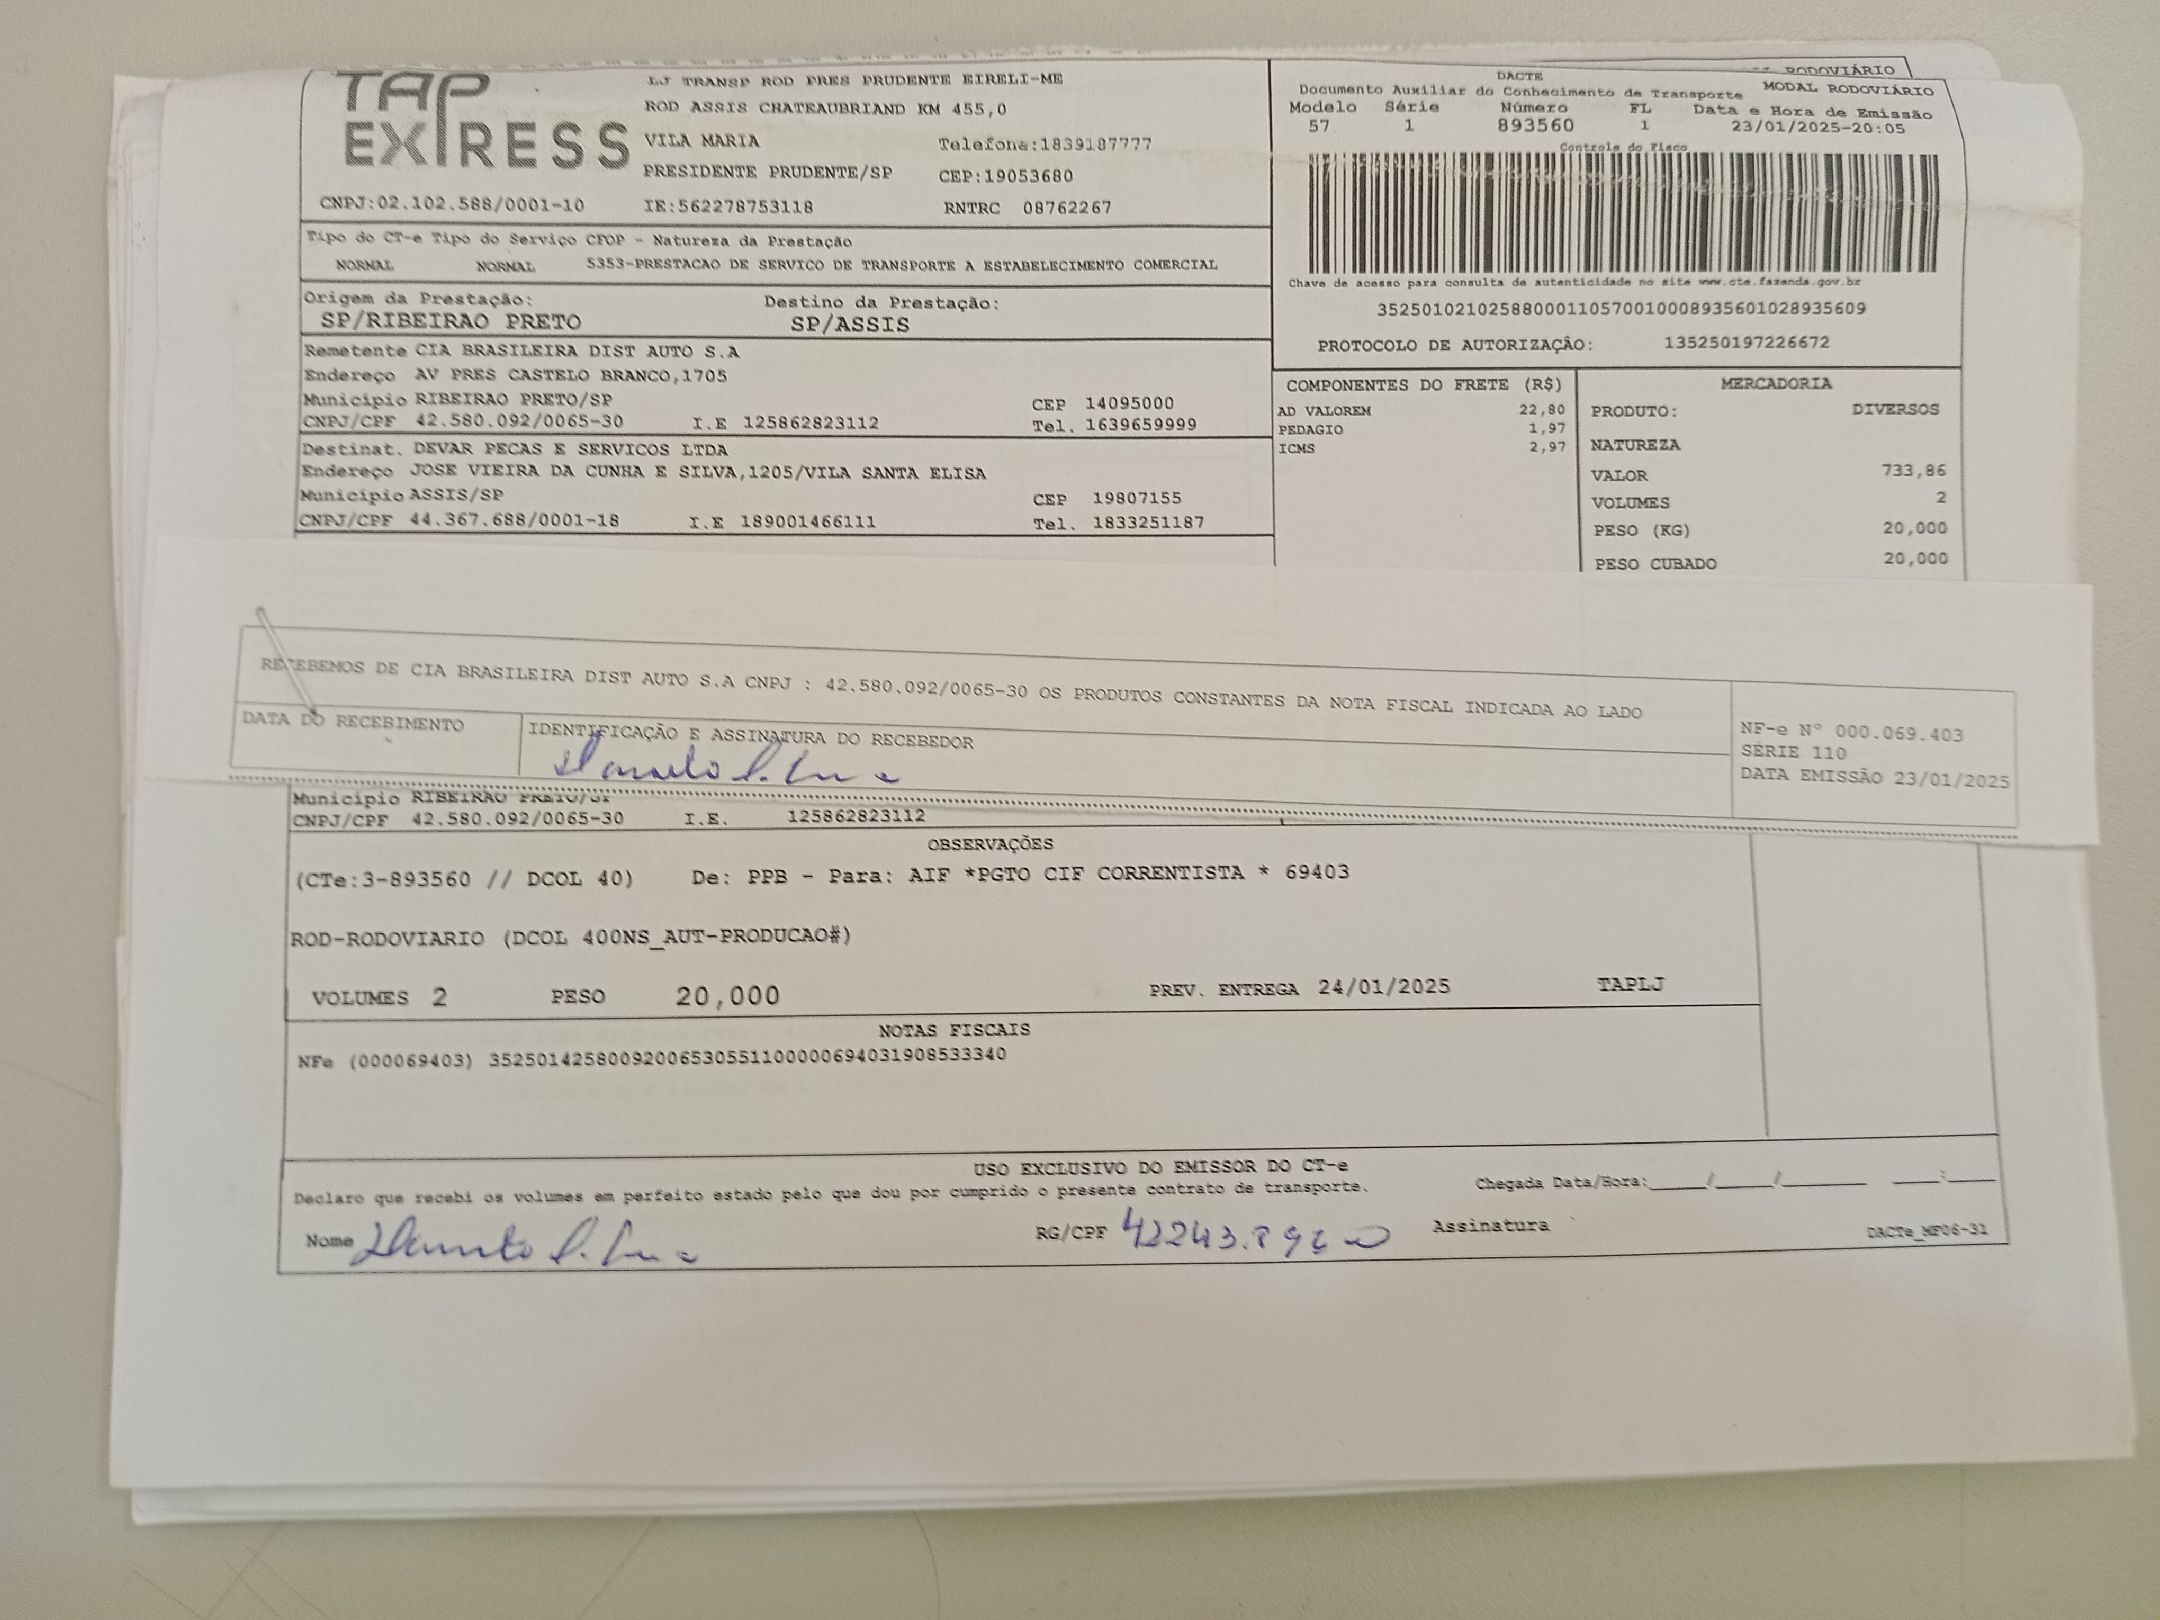 TAP EXPRESS
LJ TRANSP ROD PRES PRUDENTE EIRELI-ME
ROD ASSIS CHATEAUBRIAND KM 455,0
VILA MARIA Telefone:1839187777
PRESIDENTE PRUDENTE/SP CEP:19053680
CNPJ:02.102.588/0001-10 IE:562278753118 RNTRC 08762267
RODOVIÁRIO
DACTE
Documento Auxiliar do Conhecimento de Transporte MODAL RODOVIÁRIO
Modelo Série Número FL Data e Hora de Emissão
57 1 893560 1 23/01/2025-20:05
Controle do Fisco
Chave de acesso para consulta de autenticidade no site www.cte.fazenda.gov.br
35250102102588000110570010008935601028935609
PROTOCOLO DE AUTORIZAÇÃO: 135250197226672
Tipo do CT-e Tipo do Serviço CFOP - Natureza da Prestação
NORMAL NORMAL 5353-PRESTACAO DE SERVICO DE TRANSPORTE A ESTABELECIMENTO COMERCIAL
Origem da Prestação: Destino da Prestação:
SP/RIBEIRAO PRETO SP/ASSIS
Remetente CIA BRASILEIRA DIST AUTO S.A
Endereço AV PRES CASTELO BRANCO,1705
Município RIBEIRAO PRETO/SP CEP 14095000
CNPJ/CPF 42.580.092/0065-30 I.E 125862823112 Tel. 1639659999
Destinat. DEVAR PECAS E SERVICOS LTDA
Endereço JOSE VIEIRA DA CUNHA E SILVA,1205/VILA SANTA ELISA
Município ASSIS/SP CEP 19807155
CNPJ/CPF 44.367.688/0001-18 I.E 189001466111 Tel. 1833251187
COMPONENTES DO FRETE (R$)
AD VALOREM 22,80
PEDAGIO 1,97
ICMS 2,97
MERCADORIA
PRODUTO: DIVERSOS
NATUREZA
VALOR 733,86
VOLUMES 2
PESO (KG) 20,000
PESO CUBADO 20,000
RECEBEMOS DE CIA BRASILEIRA DIST AUTO S.A CNPJ : 42.580.092/0065-30 OS PRODUTOS CONSTANTES DA NOTA FISCAL INDICADA AO LADO
DATA DO RECEBIMENTO IDENTIFICAÇÃO E ASSINATURA DO RECEBEDOR
NF-e Nº 000.069.403
SÉRIE 110
DATA EMISSÃO 23/01/2025
Município RIBEIRAO PRETO/SP
CNPJ/CPF 42.580.092/0065-30 I.E. 125862823112
OBSERVAÇÕES
(CTe:3-893560 // DCOL 40) De: PPB - Para: AIF *PGTO CIF CORRENTISTA * 69403
ROD-RODOVIARIO (DCOL 400NS_AUT-PRODUCAO#)
VOLUMES 2 PESO 20,000 PREV. ENTREGA 24/01/2025 TAPLJ
NOTAS FISCAIS
NFe (000069403) 35250142580092006530551100000694031908533340
USO EXCLUSIVO DO EMISSOR DO CT-e
Declaro que recebi os volumes em perfeito estado pelo que dou por cumprido o presente contrato de transporte. Chegada Data/Hora:_____/_____/_______ ____:____
Nome RG/CPF Assinatura DACTe_MF06-31